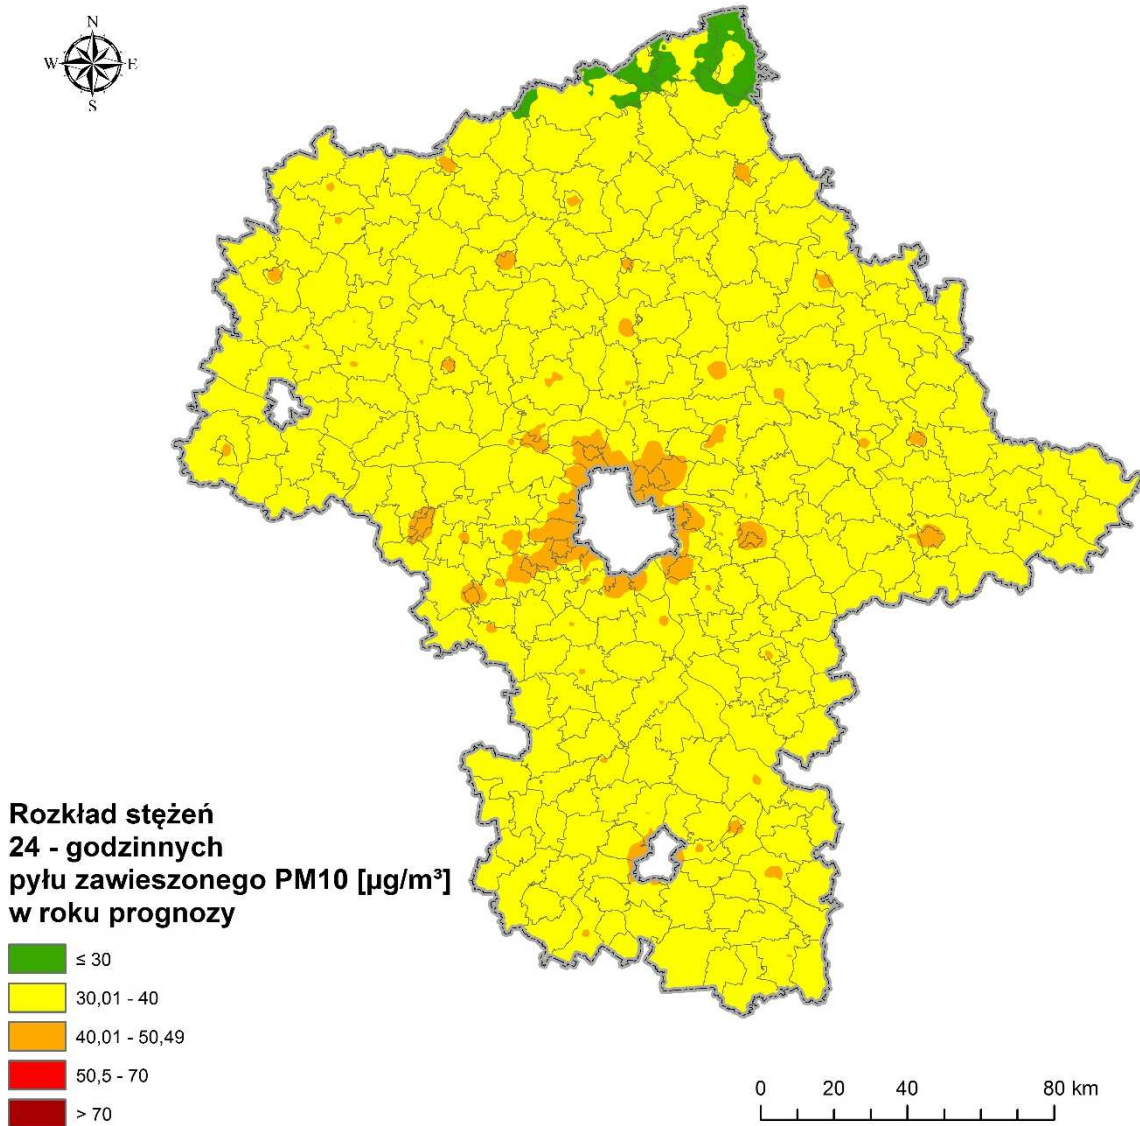 N
W E
S
Rozkład stężeń
24 - godzinnych
pyłu zawieszonego PM10 [µg/m³]
w roku prognozy
≤ 30
30,01 - 40
40,01 - 50,49
50,5 - 70
> 70
0 20 40 80 km